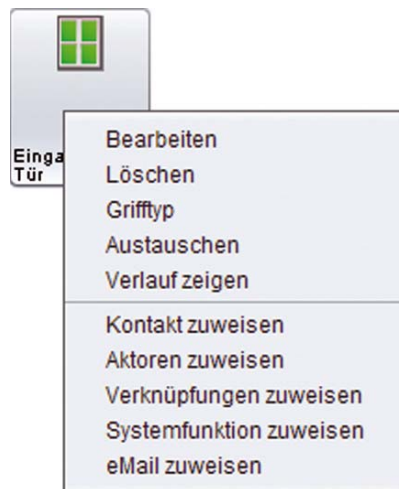 Einga
Tür
Bearbeiten
Löschen
Grifftyp
Austauschen
Verlauf zeigen
Kontakt zuweisen
Aktoren zuweisen
Verknüpfungen zuweisen
Systemfunktion zuweisen
eMail zuweisen